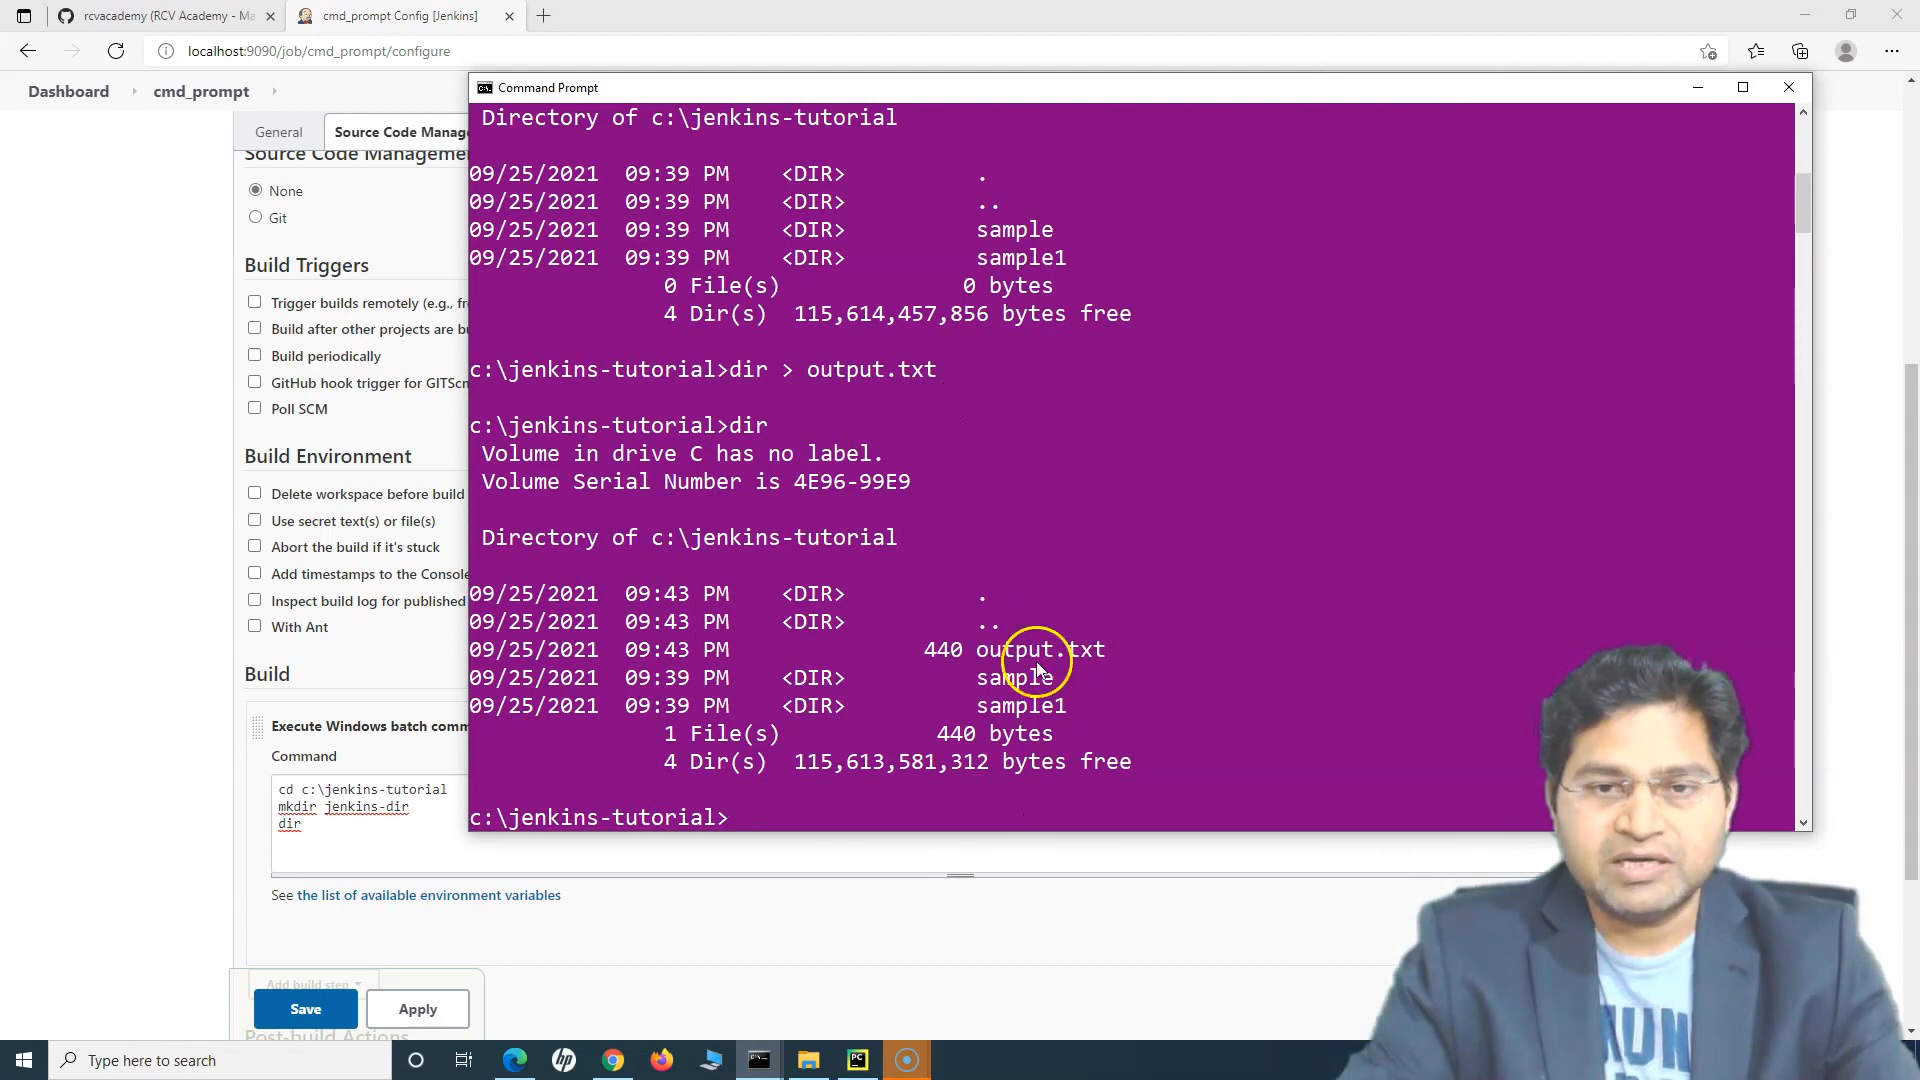 rcvacademy (RCV Academy - Ma
cmd_prompt Config [Jenkins]
localhost:9090/job/cmd_prompt/configure
Dashboard
cmd_prompt
General
Source Code Manag
Source Code Managemen
None
Git
Build Triggers
Trigger builds remotely (e.g., fr
Build after other projects are bu
Build periodically
GitHub hook trigger for GITScm
Poll SCM
Build Environment
Delete workspace before build
Use secret text(s) or file(s)
Abort the build if it's stuck
Add timestamps to the Console
Inspect build log for published
With Ant
Build
Execute Windows batch comm
Command
cd c:\jenkins-tutorial
mkdir jenkins-dir
dir
See the list of available environment variables
Add build step
Save
Apply
Post-build Actions
Command Prompt
Directory of c:\jenkins-tutorial
09/25/2021 09:39 PM <DIR> .
09/25/2021 09:39 PM <DIR> ..
09/25/2021 09:39 PM <DIR> sample
09/25/2021 09:39 PM <DIR> sample1
0 File(s) 0 bytes
4 Dir(s) 115,614,457,856 bytes free
c:\jenkins-tutorial>dir > output.txt
c:\jenkins-tutorial>dir
Volume in drive C has no label.
Volume Serial Number is 4E96-99E9
Directory of c:\jenkins-tutorial
09/25/2021 09:43 PM <DIR> .
09/25/2021 09:43 PM <DIR> ..
09/25/2021 09:43 PM 440 output.txt
09/25/2021 09:39 PM <DIR> sample
09/25/2021 09:39 PM <DIR> sample1
1 File(s) 440 bytes
4 Dir(s) 115,613,581,312 bytes free
c:\jenkins-tutorial>
Type here to search
hp
PC